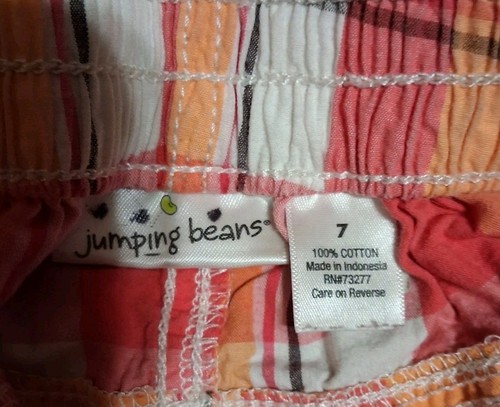 jumping beans
7
100% COTTON
Made in Indonesia
RN#73277
Care on Reverse